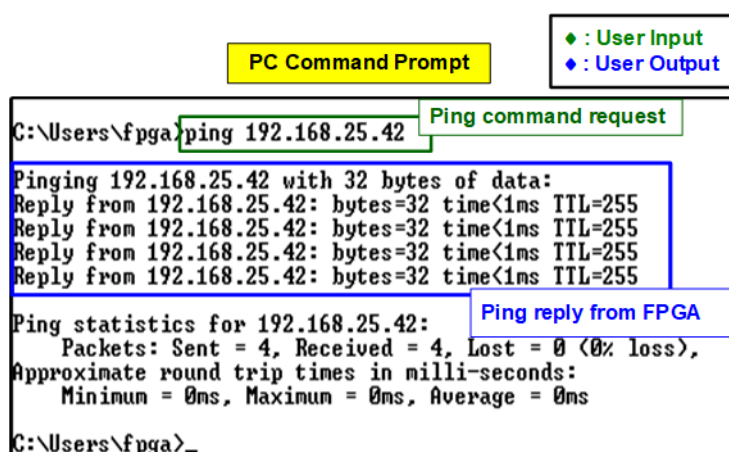 ♦ : User Input
♦ : User Output
PC Command Prompt
Ping command request
C:\Users\fpga>ping 192.168.25.42
Pinging 192.168.25.42 with 32 bytes of data:
Reply from 192.168.25.42: bytes=32 time<1ms TTL=255
Reply from 192.168.25.42: bytes=32 time<1ms TTL=255
Reply from 192.168.25.42: bytes=32 time<1ms TTL=255
Reply from 192.168.25.42: bytes=32 time<1ms TTL=255
Ping reply from FPGA
Ping statistics for 192.168.25.42:
    Packets: Sent = 4, Received = 4, Lost = 0 (0% loss),
Approximate round trip times in milli-seconds:
    Minimum = 0ms, Maximum = 0ms, Average = 0ms
C:\Users\fpga>_